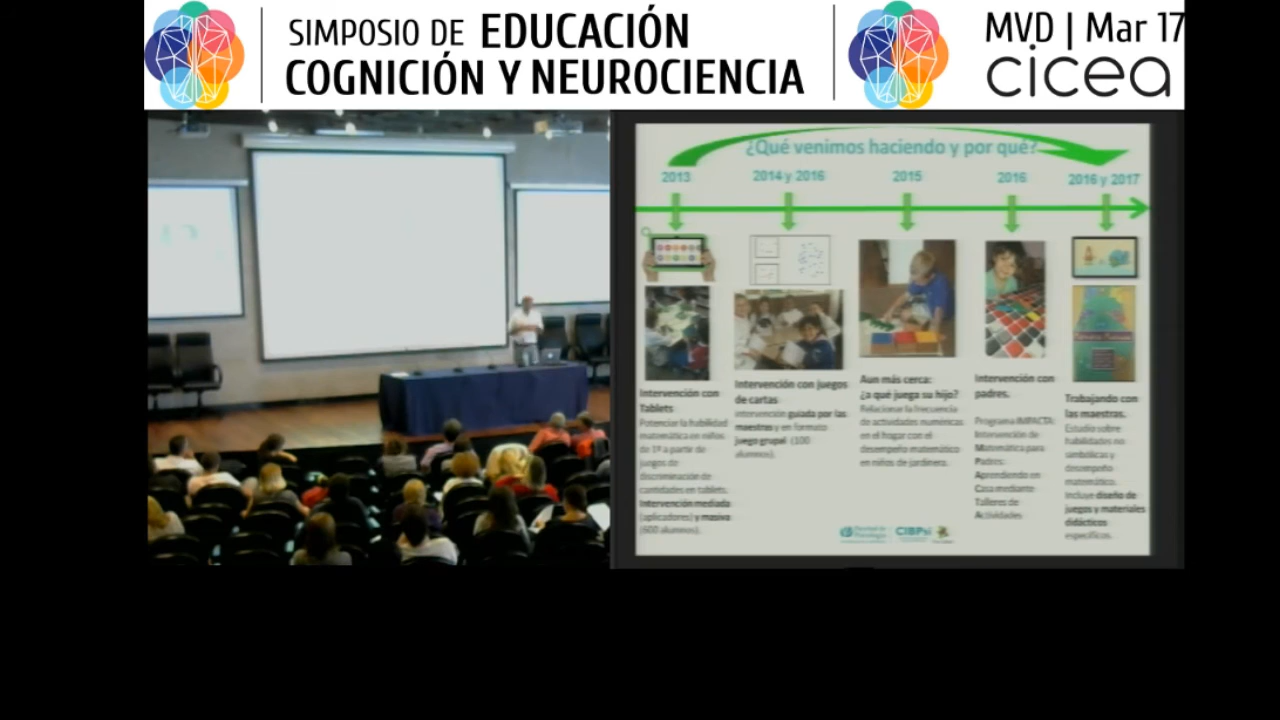 SIMPOSIO DE EDUCACIÓN
COGNICIÓN Y NEUROCIENCIA
MVD | Mar 17
cicea
¿Qué venimos haciendo y por qué?
2013
2014 y 2016
2015
2016
2016 y 2017
Intervención con
Tablets
Potenciar la habilidad
matemática en niños
de 1º a partir de
juegos de
discriminación de
cantidades en tablets.
Intervención mediada
(aplicadores) y masiva
(600 alumnos).
Intervención con juegos
de cartas
Intervención guiada por las
maestras y en formato
juego grupal (100
alumnos).
Aun más cerca:
¿a qué juega su hijo?
Relacionar la frecuencia
de actividades numéricas
en el hogar con el
desempeño matemático
en niños de jardinera.
Intervención con
padres.
Programa IMPACTA:
Intervención de
Matemática para
Padres:
Aprendiendo en
Casa mediante
Talleres de
Actividades
Trabajando con
las maestras.
Estudio sobre
habilidades no
simbólicas y
desempeño
matemático.
Incluye diseño de
juegos y materiales
didácticos
específicos.
Facultad de
Psicología
CIBPsi